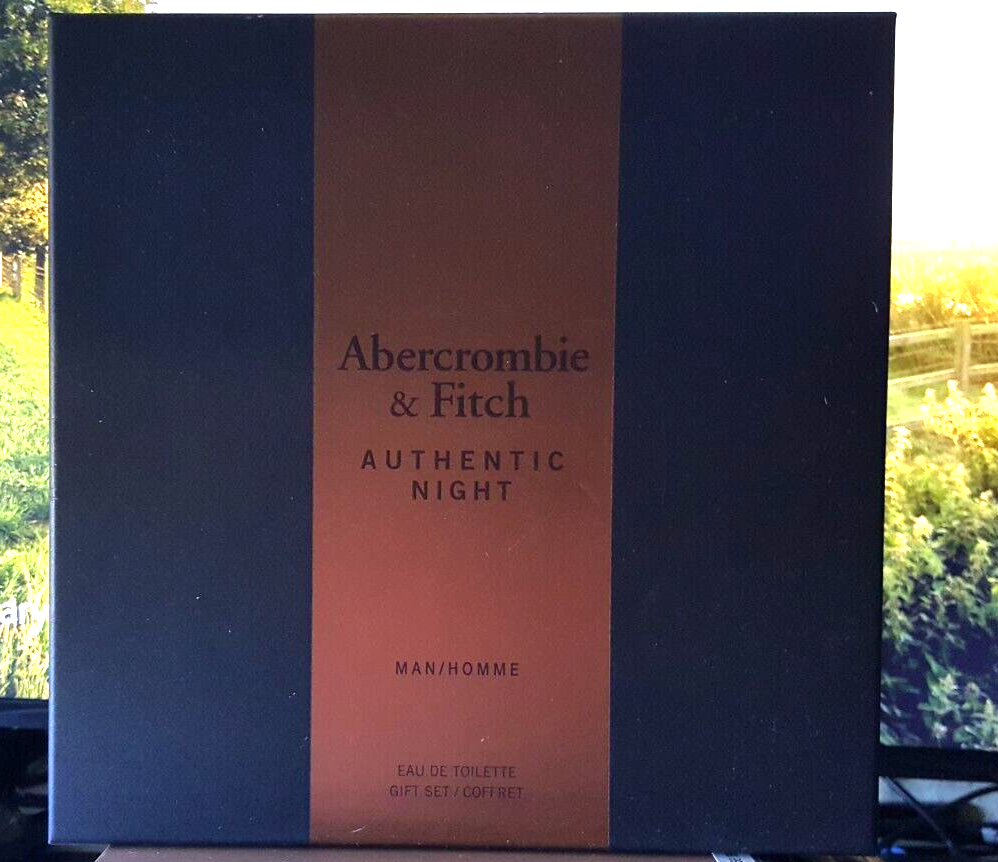 Abercrombie
& Fitch
AUTHENTIC
NIGHT
MAN/HOMME
EAU DE TOILETTE
GIFT SET / COFFRET